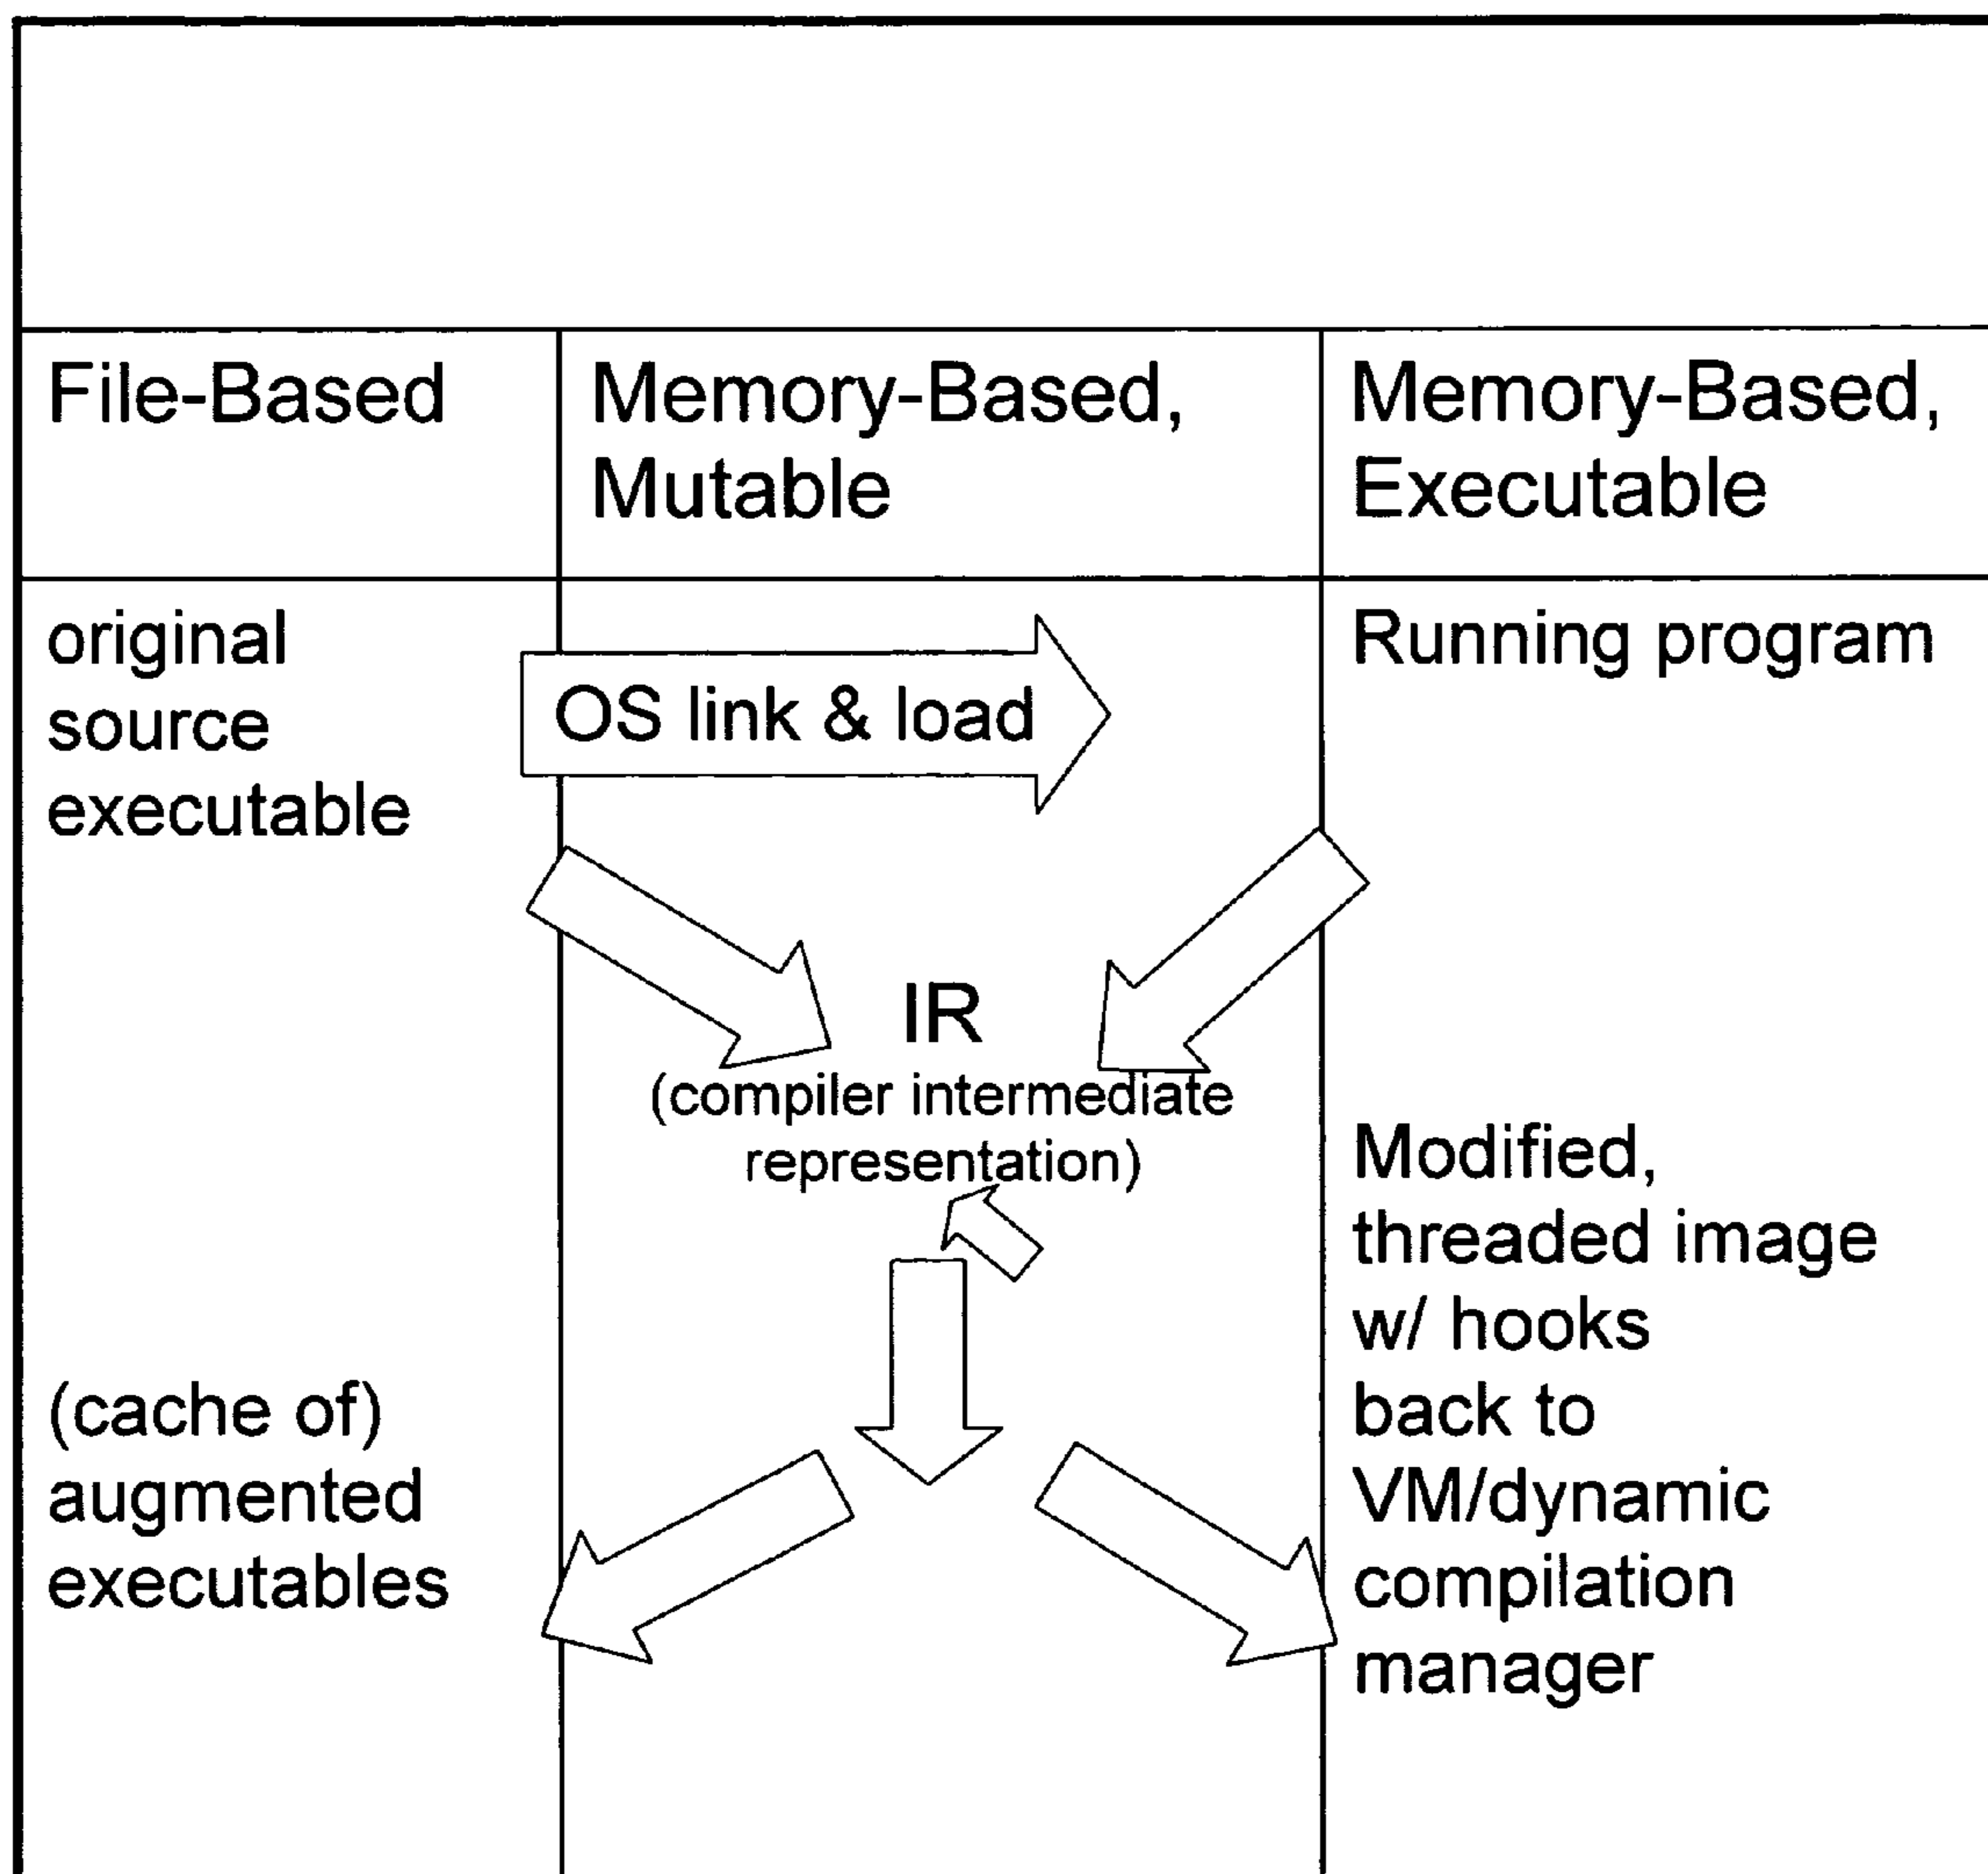 File-Based
Memory-Based,
Mutable
Memory-Based,
Executable
original
source
executable
OS link & load
Running program
IR
(compiler intermediate
representation)
(cache of)
augmented
executables
Modified,
threaded image
w/ hooks
back to
VM/dynamic
compilation
manager